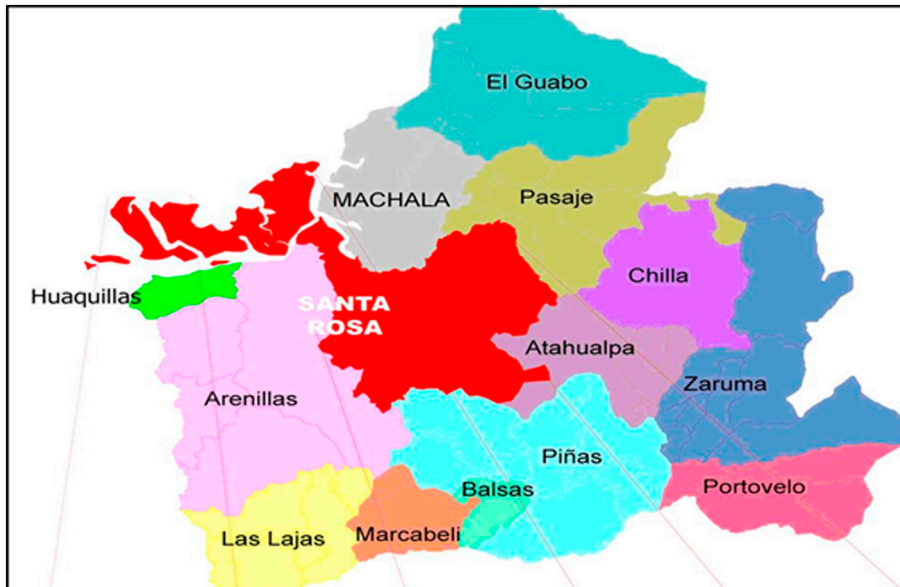 El Guabo
MACHALA
Pasaje
Chilla
Huaquillas
SANTA
ROSA
Atahualpa
Zaruma
Arenillas
Piñas
Balsas
Portovelo
Las Lajas
Marcabeli